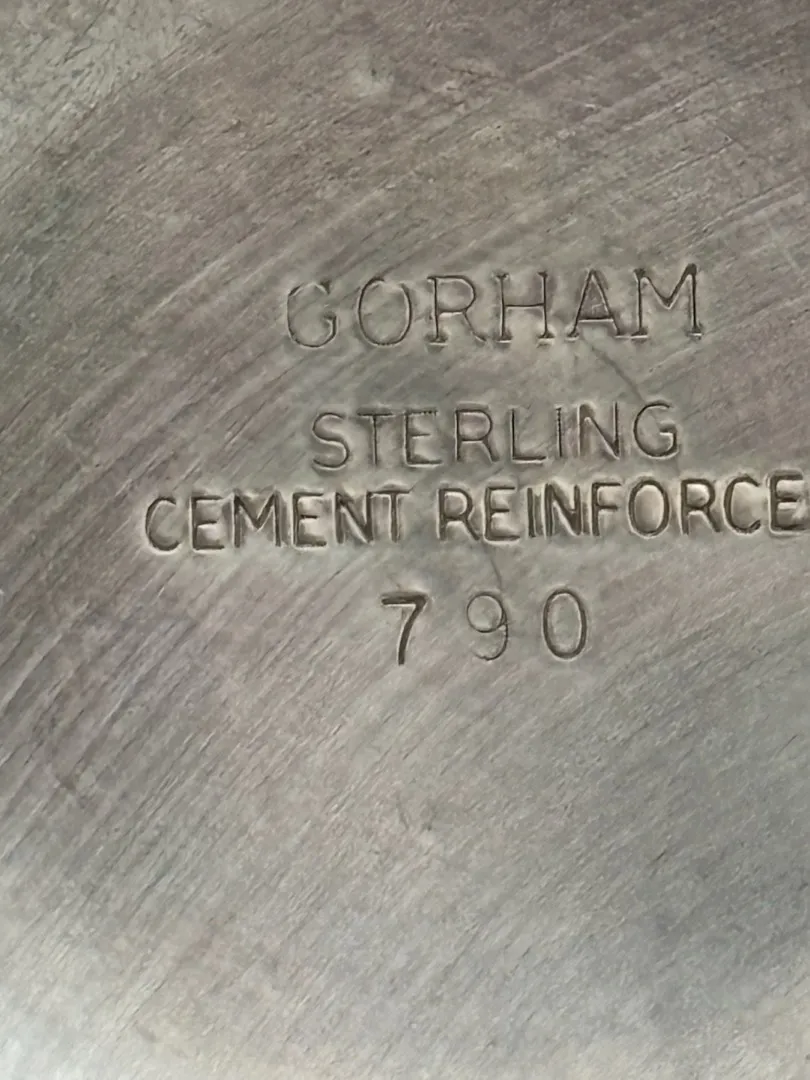 GORHAM
STERLING
CEMENT REINFORCE
790